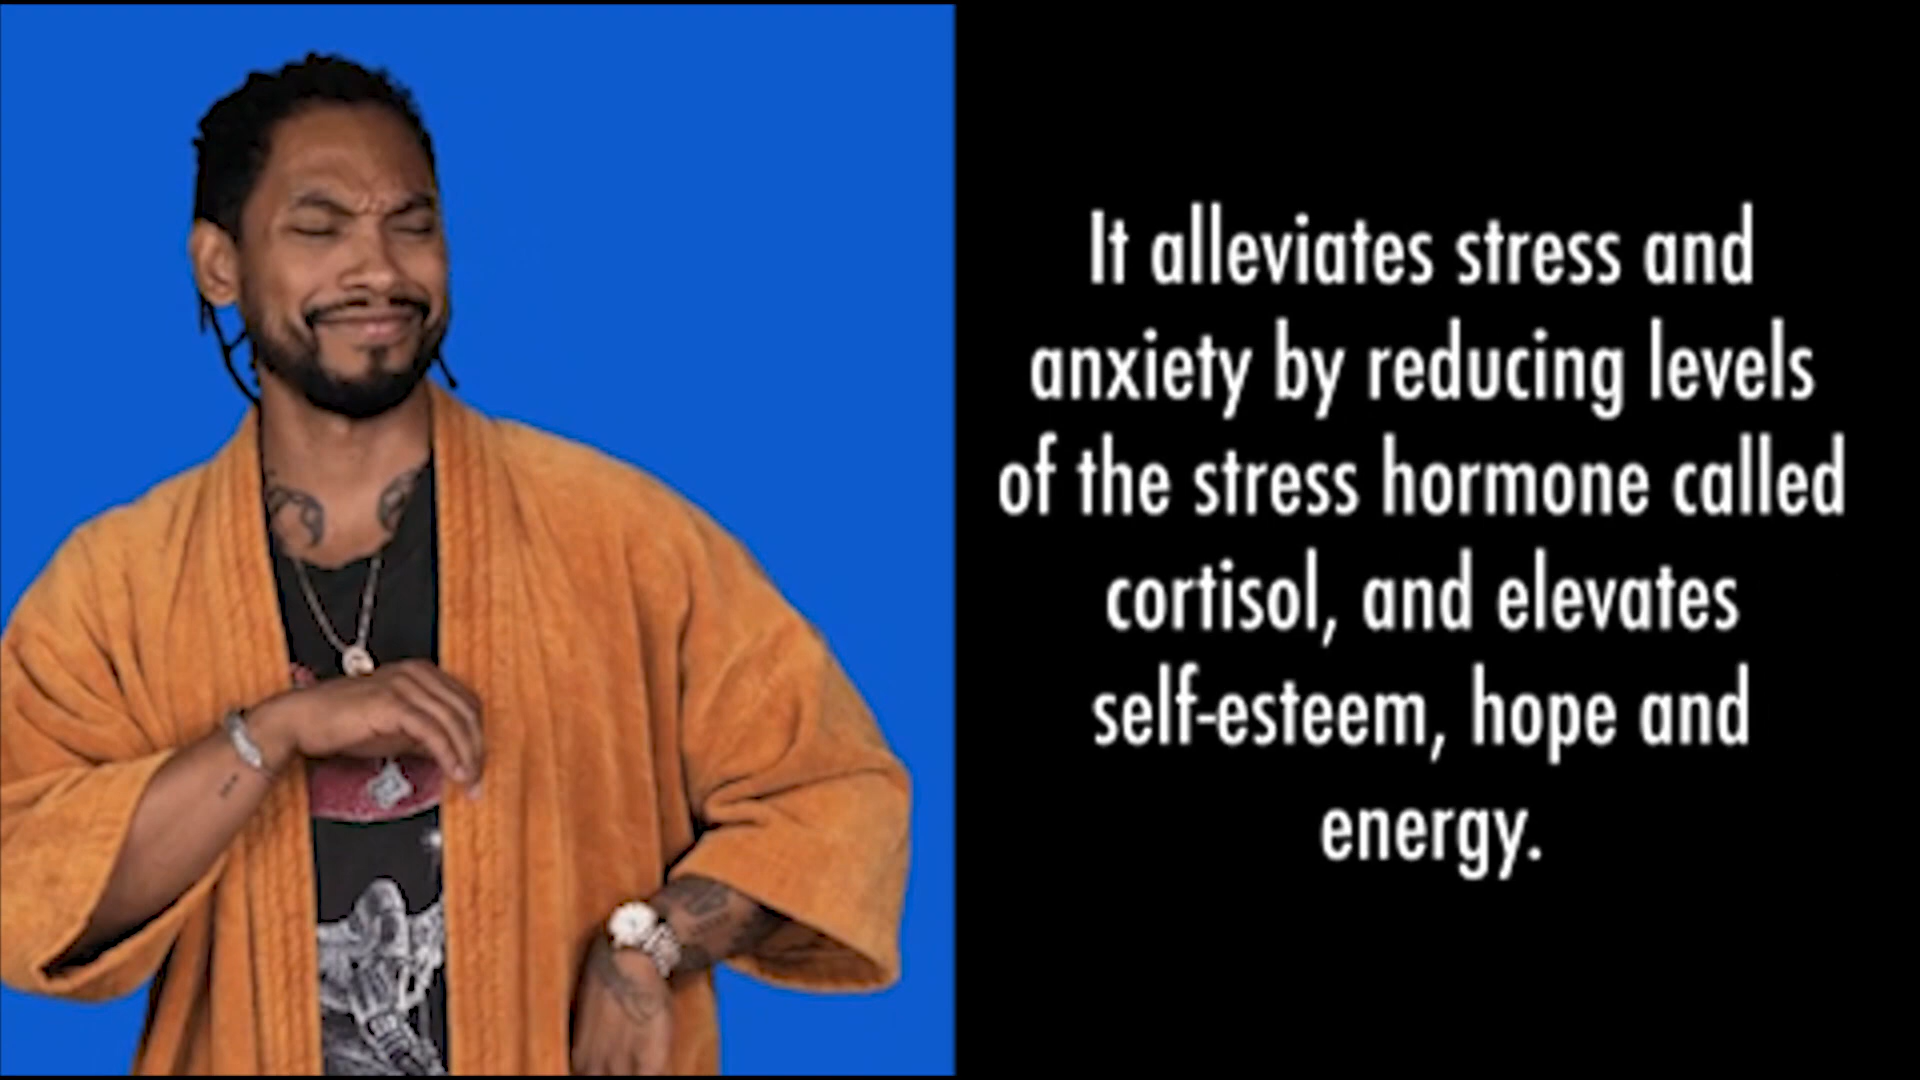 It alleviates stress and
anxiety by reducing levels
of the stress hormone called
cortisol, and elevates
self-esteem, hope and
energy.